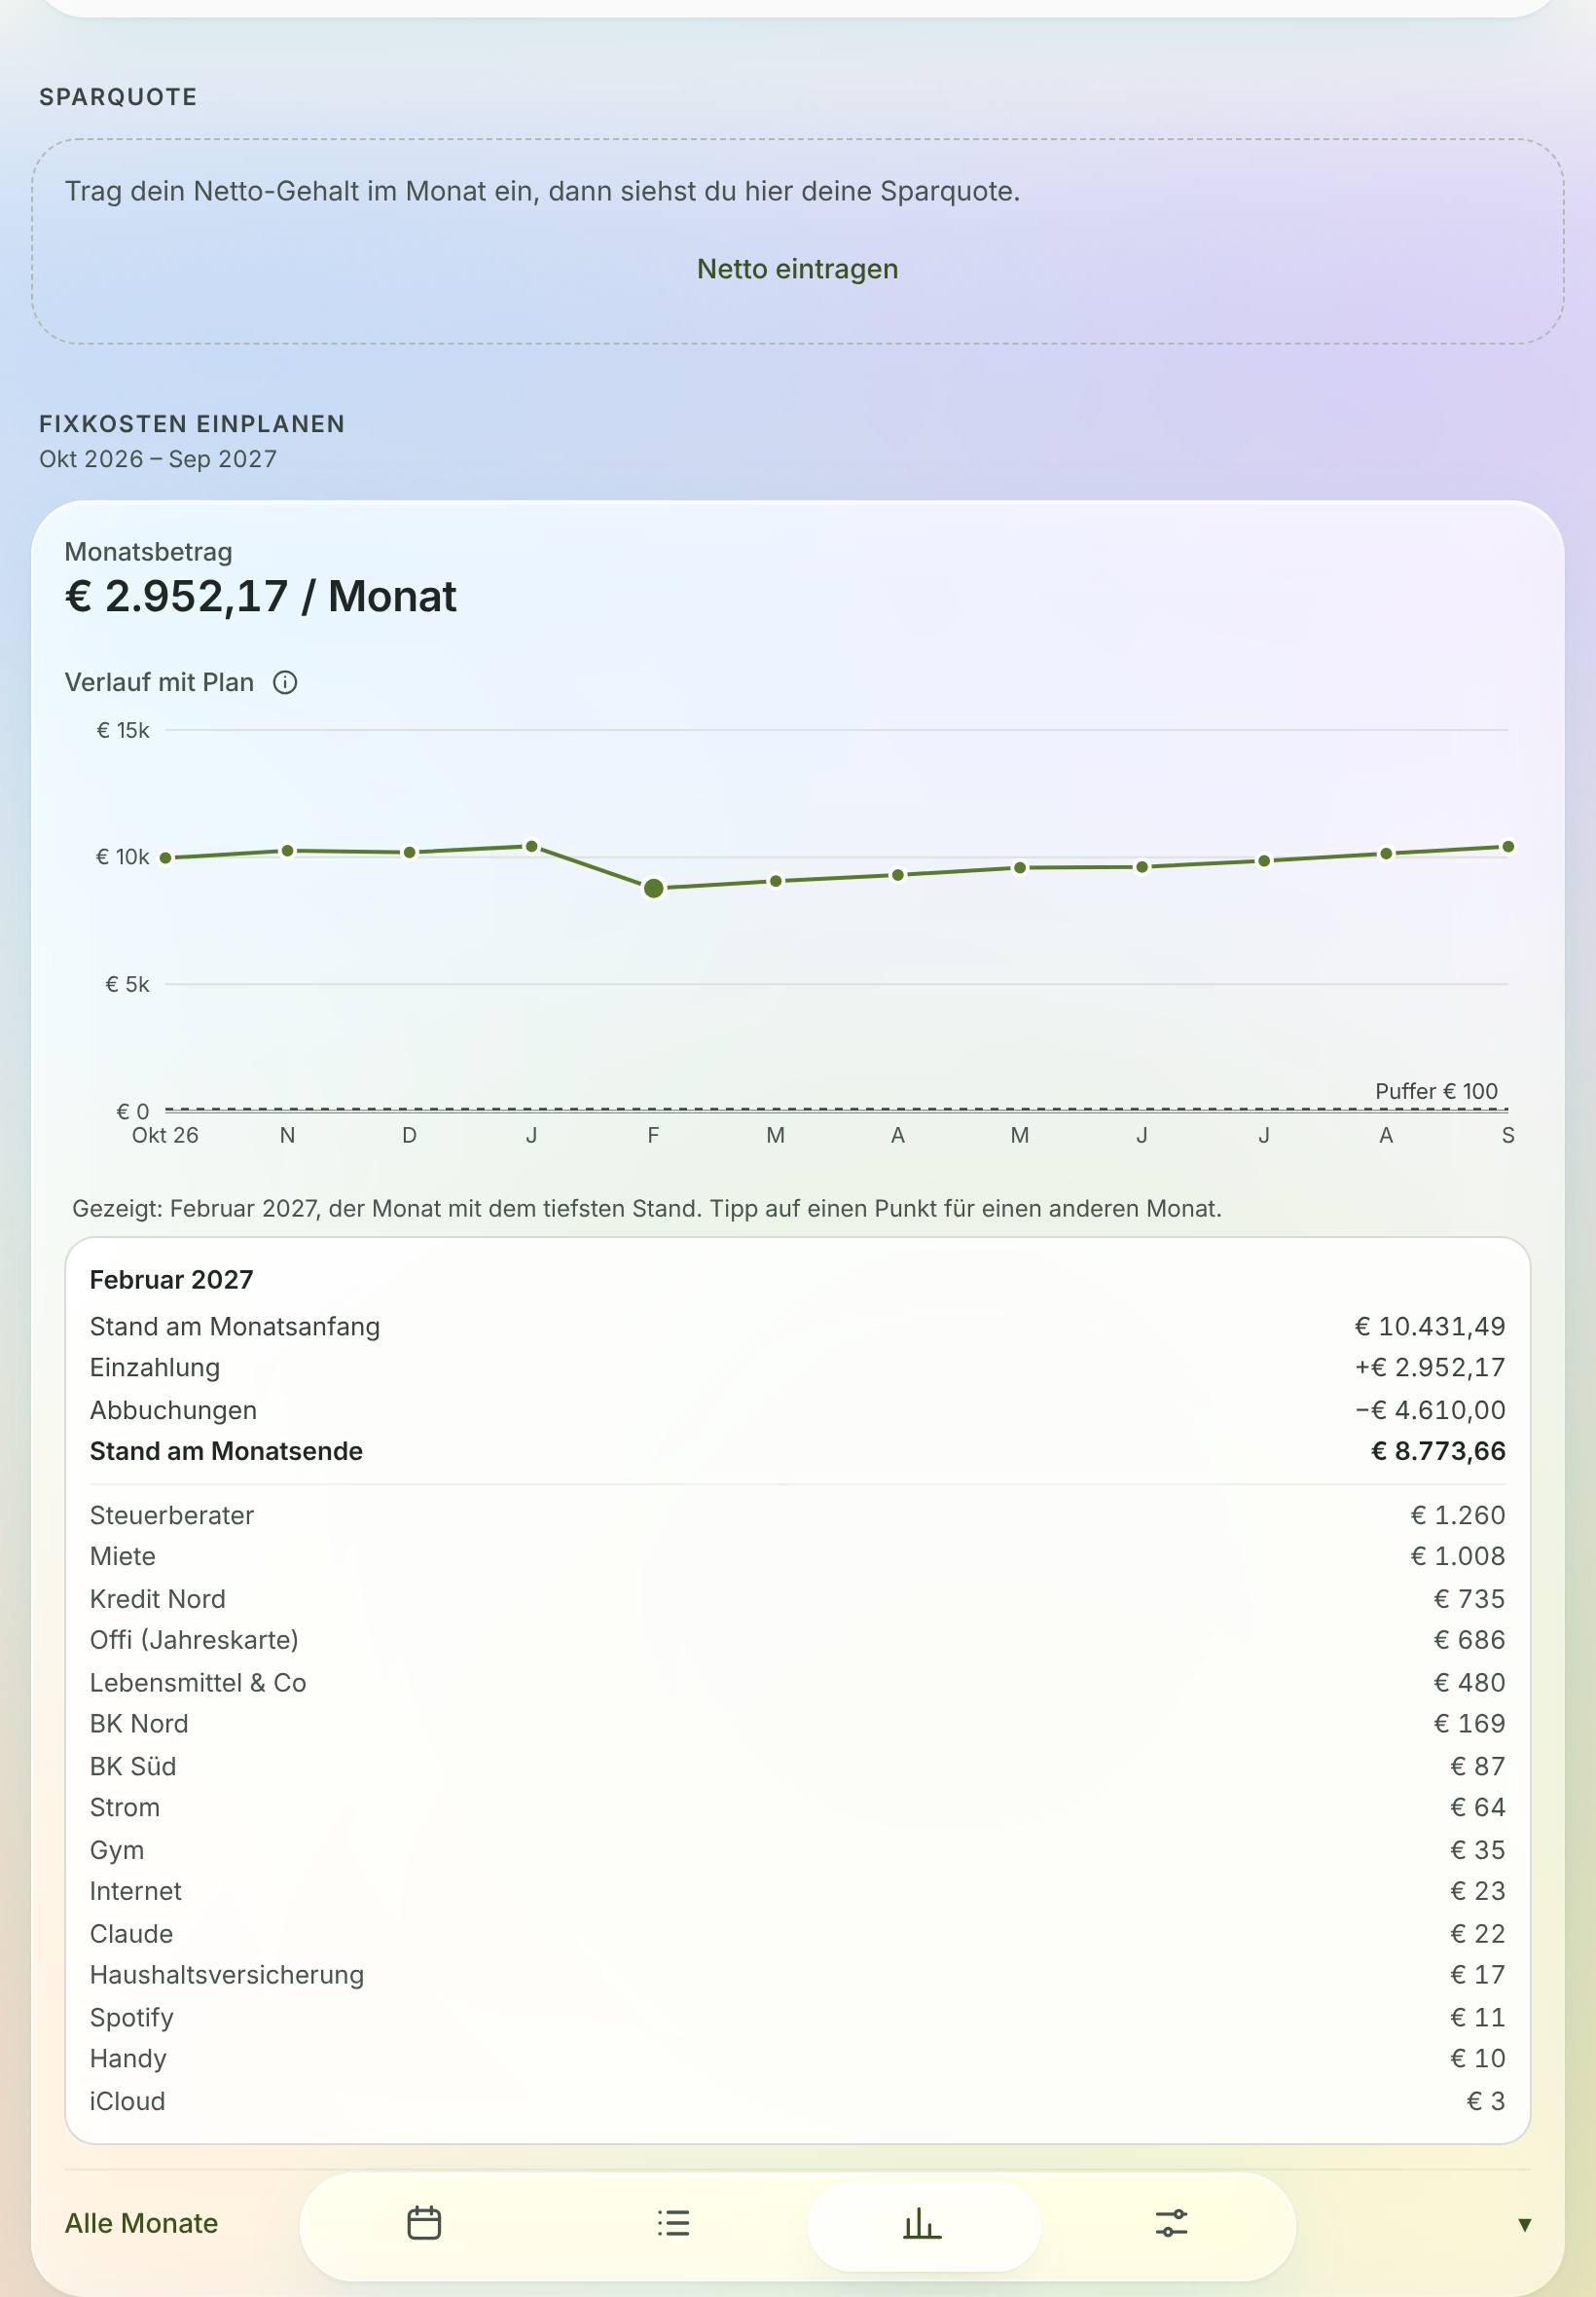 SPARQUOTE
Trag dein Netto-Gehalt im Monat ein, dann siehst du hier deine Sparquote.
Netto eintragen
FIXKOSTEN EINPLANEN
Okt 2026 – Sep 2027
Monatsbetrag
€ 2.952,17 / Monat
Verlauf mit Plan
€ 15k
€ 10k
€ 5k
Puffer € 100
€ 0
Okt 26 N D J F M A M J J A S
Gezeigt: Februar 2027, der Monat mit dem tiefsten Stand. Tipp auf einen Punkt für einen anderen Monat.
Februar 2027
Stand am Monatsanfang € 10.431,49
Einzahlung +€ 2.952,17
Abbuchungen −€ 4.610,00
Stand am Monatsende € 8.773,66
Steuerberater € 1.260
Miete € 1.008
Kredit Nord € 735
Offi (Jahreskarte) € 686
Lebensmittel & Co € 480
BK Nord € 169
BK Süd € 87
Strom € 64
Gym € 35
Internet € 23
Claude € 22
Haushaltsversicherung € 17
Spotify € 11
Handy € 10
iCloud € 3
Alle Monate ▼